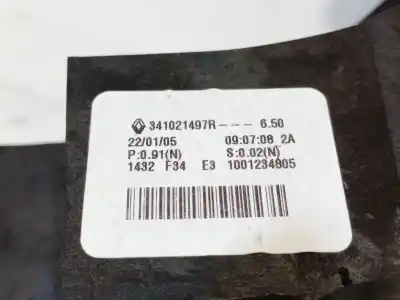 341021497R--- 6.50
22/01/05 09:07:08 2A
P:0.91(N) S:0.02(N)
1432 F34 E3 1001234805